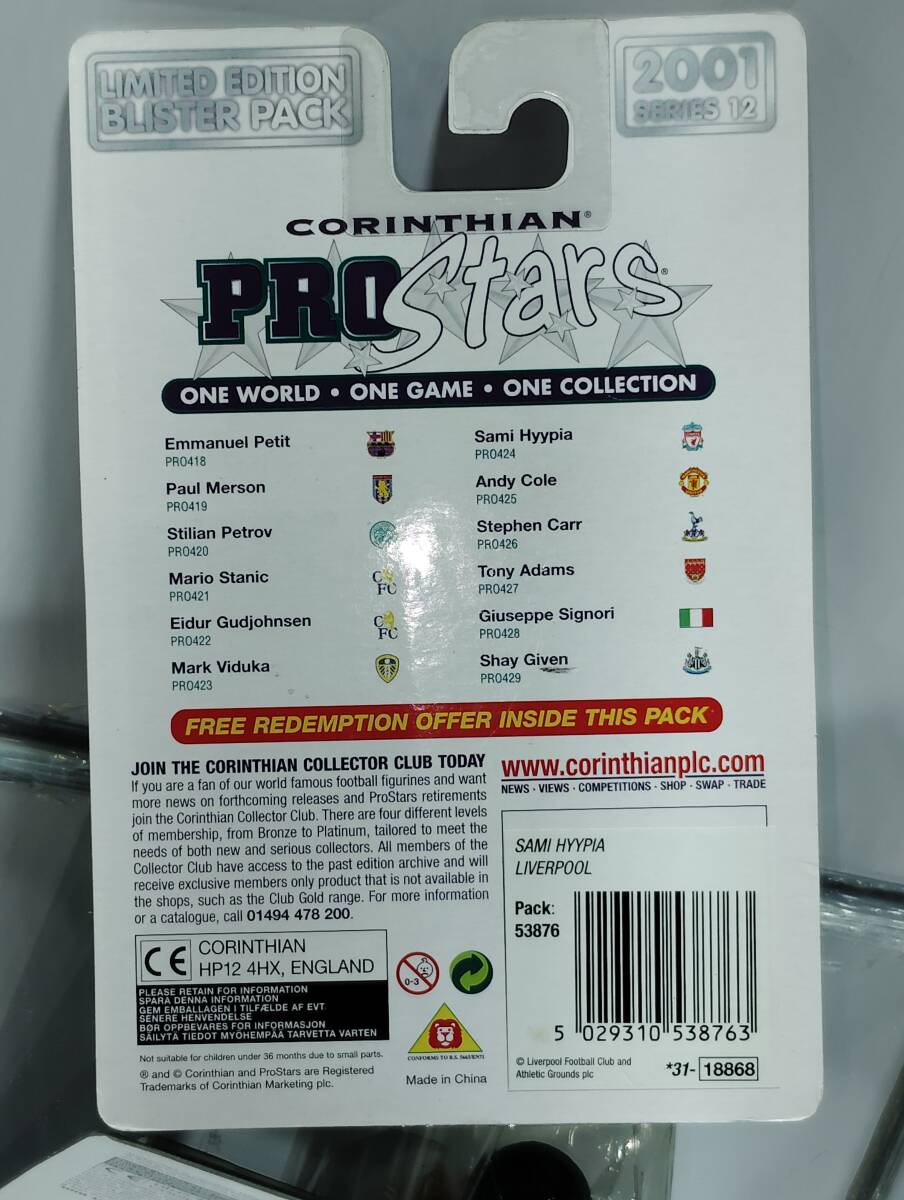 LIMITED EDITION
BLISTER PACK
2001
SERIES 12
CORINTHIAN®
PROStars®
ONE WORLD • ONE GAME • ONE COLLECTION
Emmanuel Petit
PRO418
Paul Merson
PRO419
Stilian Petrov
PRO420
Mario Stanic
PRO421
CFC
Eidur Gudjohnsen
PRO422
CFC
Mark Viduka
PRO423
Sami Hyypia
PRO424
Andy Cole
PRO425
Stephen Carr
PRO426
Tony Adams
PRO427
Giuseppe Signori
PRO428
Shay Given
PRO429
FREE REDEMPTION OFFER INSIDE THIS PACK
JOIN THE CORINTHIAN COLLECTOR CLUB TODAY
If you are a fan of our world famous football figurines and want
more news on forthcoming releases and ProStars retirements
join the Corinthian Collector Club. There are four different levels
of membership, from Bronze to Platinum, tailored to meet the
needs of both new and serious collectors. All members of the
Collector Club have access to the past edition archive and will
receive exclusive members only product that is not available in
the shops, such as the Club Gold range. For more information
or a catalogue, call 01494 478 200.
www.corinthianplc.com
NEWS · VIEWS · COMPETITIONS · SHOP · SWAP · TRADE
SAMI HYYPIA
LIVERPOOL
Pack:
53876
5 029310 538763
© Liverpool Football Club and
Athletic Grounds plc
*31- 18868
CE CORINTHIAN
HP12 4HX, ENGLAND
PLEASE RETAIN FOR INFORMATION
SPARA DENNA INFORMATION
GEM EMBALLAGEN I TILFÆLDE AF EVT.
SENERE HENVENDELSE
BØR OPPBEVARES FOR INFORMASJON
SÄILYTÄ TIEDOT MYÖHEMPÄÄ TARVETTA VARTEN
0-3
Not suitable for children under 36 months due to small parts.
® and © Corinthian and ProStars are Registered
Trademarks of Corinthian Marketing plc.
Made in China